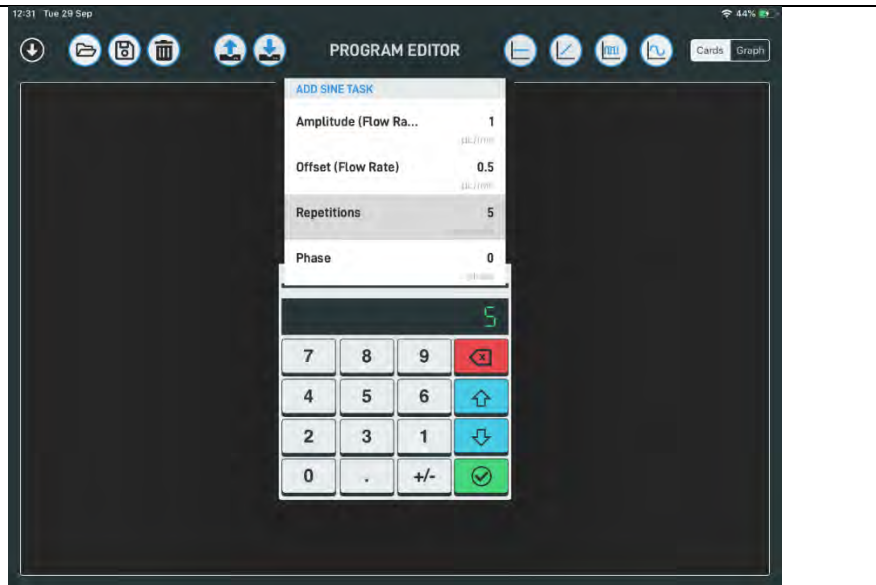 12:31 Tue 29 Sep 44%
PROGRAM EDITOR Cards Graph
ADD SINE TASK
Amplitude (Flow Ra... 1
Offset (Flow Rate) 0.5
Repetitions 5
Phase 0
5
7 8 9
4 5 6
2 3 1
0 . +/-